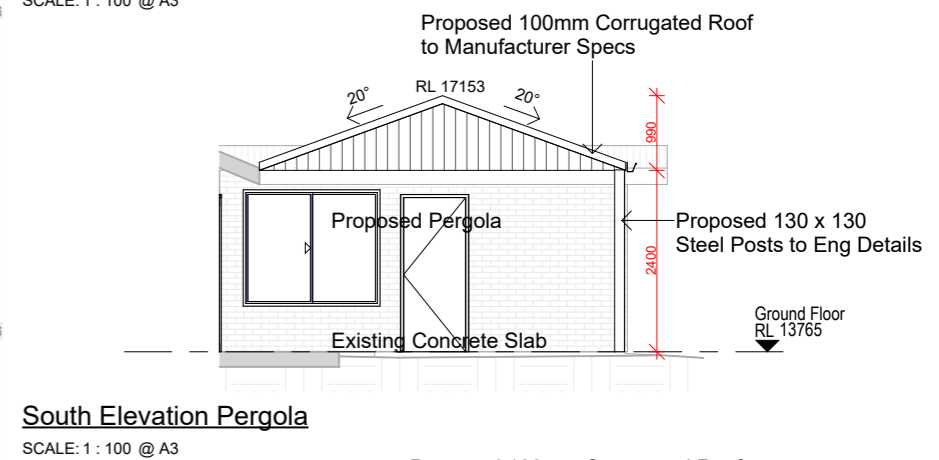 SCALE: 1 : 100 @ A3
Proposed 100mm Corrugated Roof
to Manufacturer Specs
20°
RL 17153
20°
990
Proposed Pergola
Proposed 130 x 130
Steel Posts to Eng Details
2400
Ground Floor
RL 13765
Existing Concrete Slab
South Elevation Pergola
SCALE: 1 : 100 @ A3